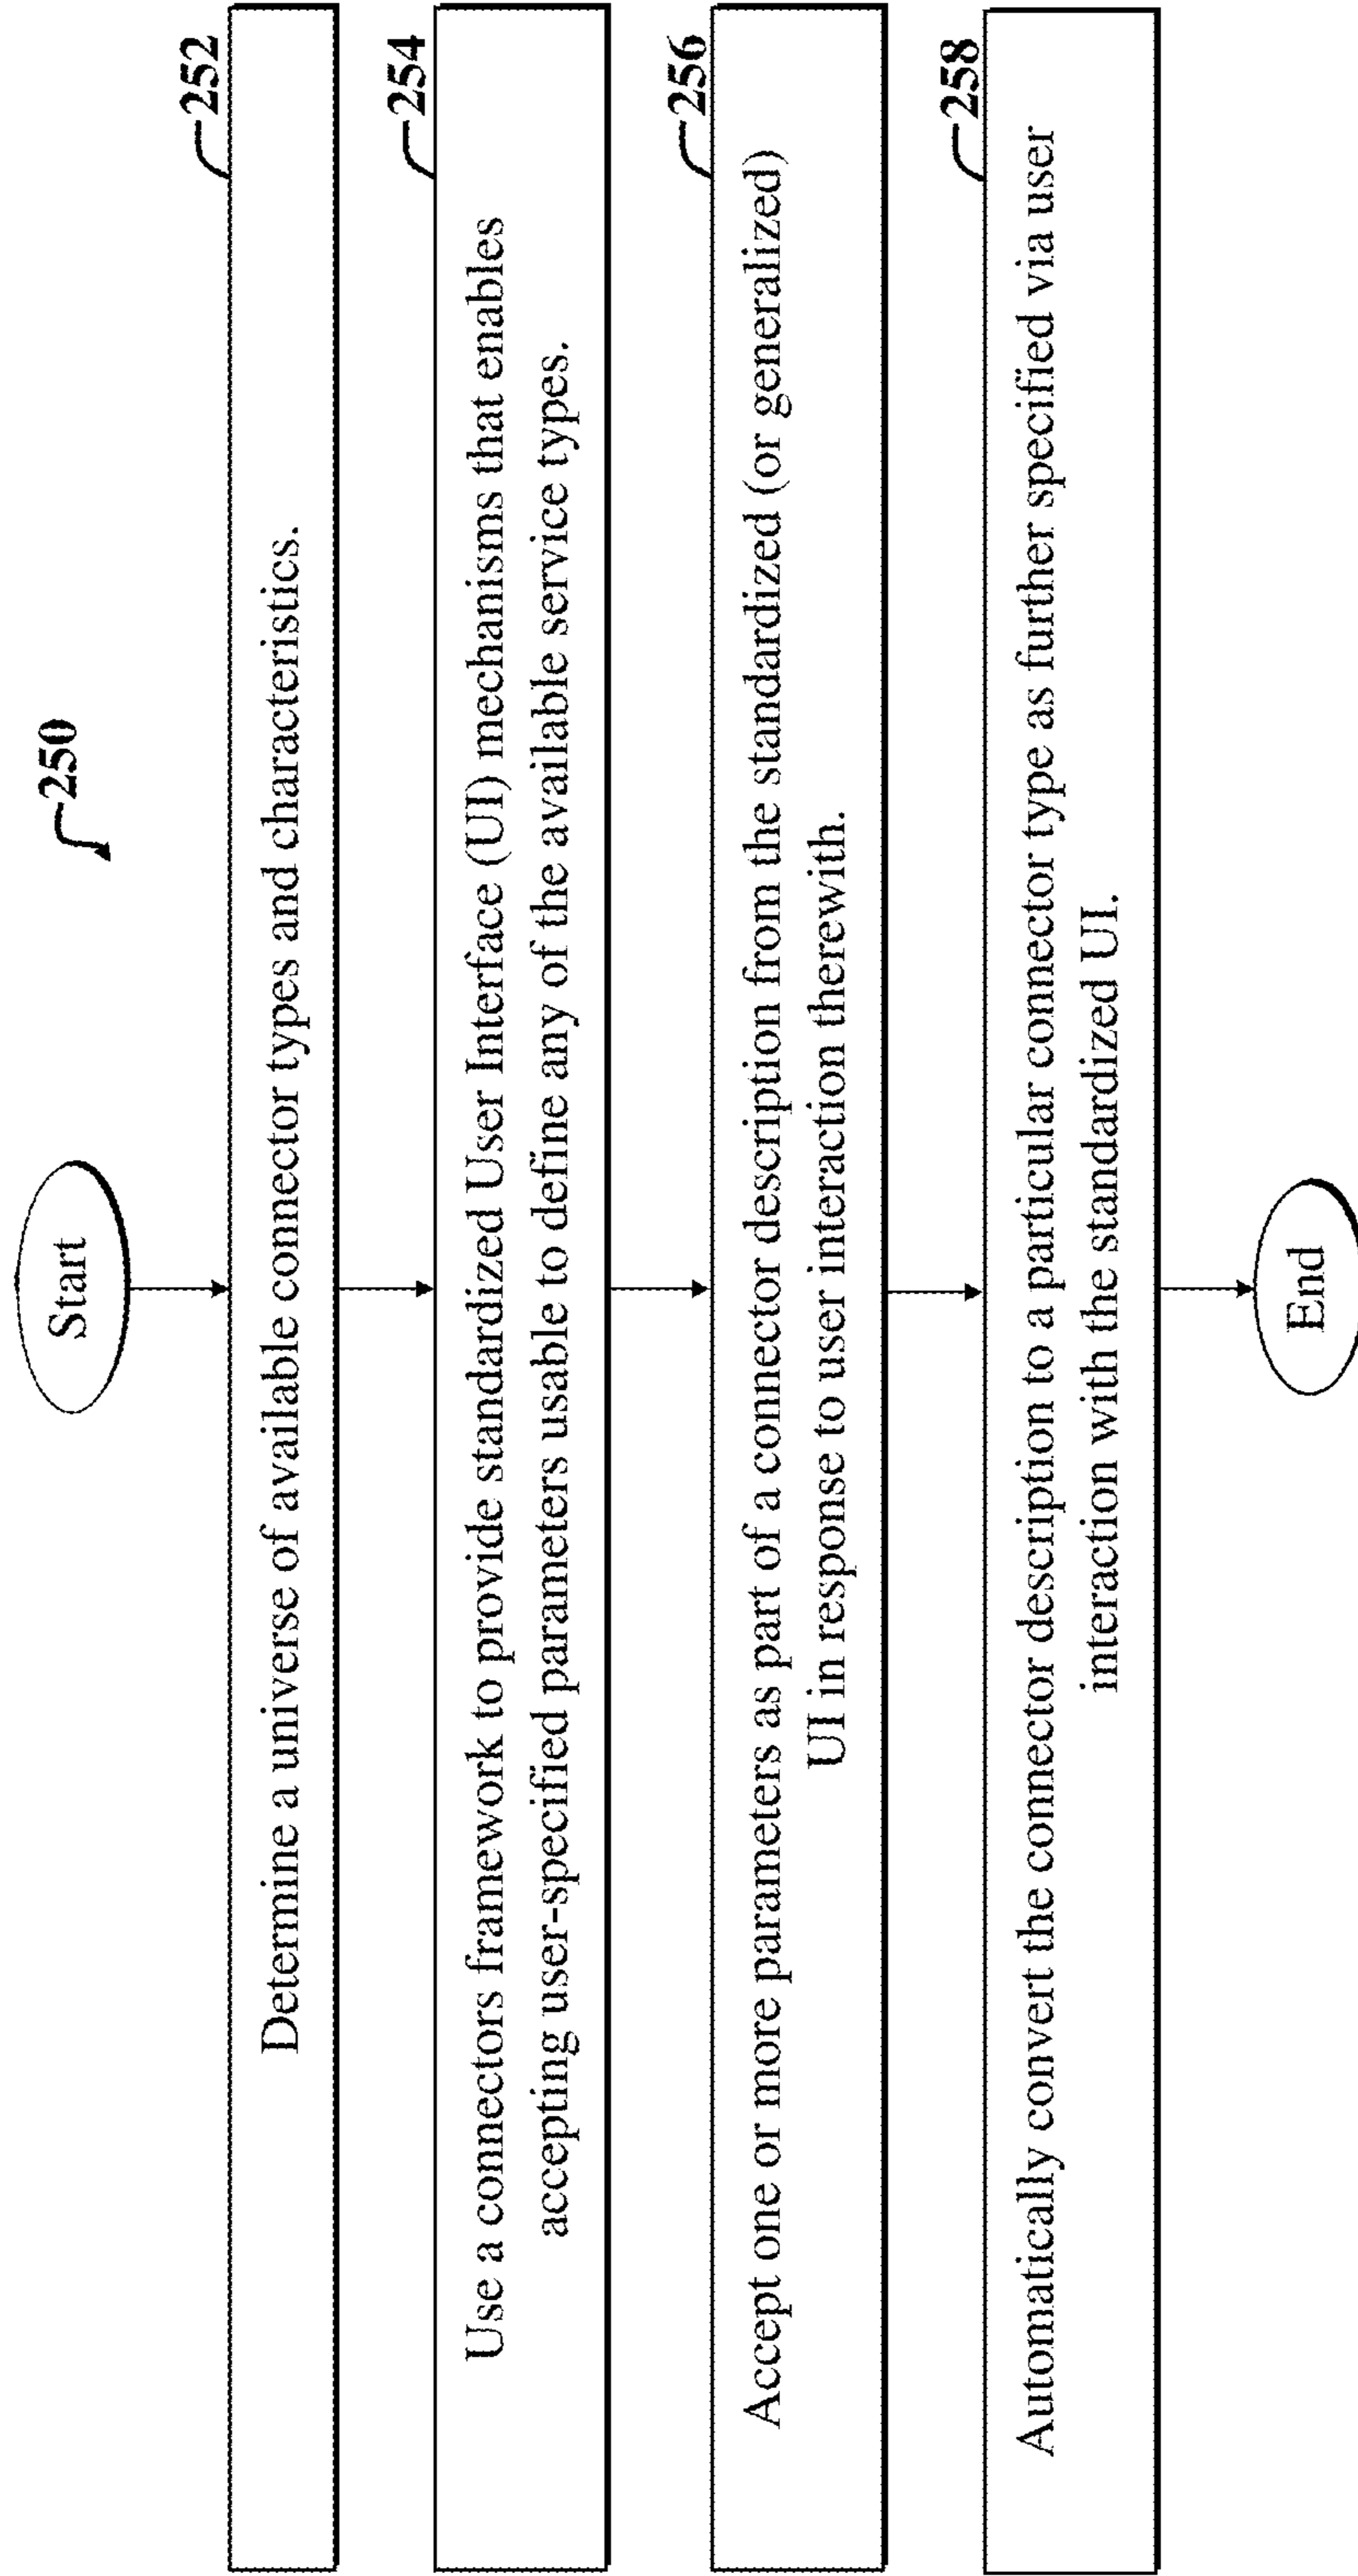 250
Start
252
Determine a universe of available connector types and characteristics.
254
Use a connectors framework to provide standardized User Interface (UI) mechanisms that enables
accepting user-specified parameters usable to define any of the available service types.
256
Accept one or more parameters as part of a connector description from the standardized (or generalized)
UI in response to user interaction therewith.
258
Automatically convert the connector description to a particular connector type as further specified via user
interaction with the standardized UI.
End